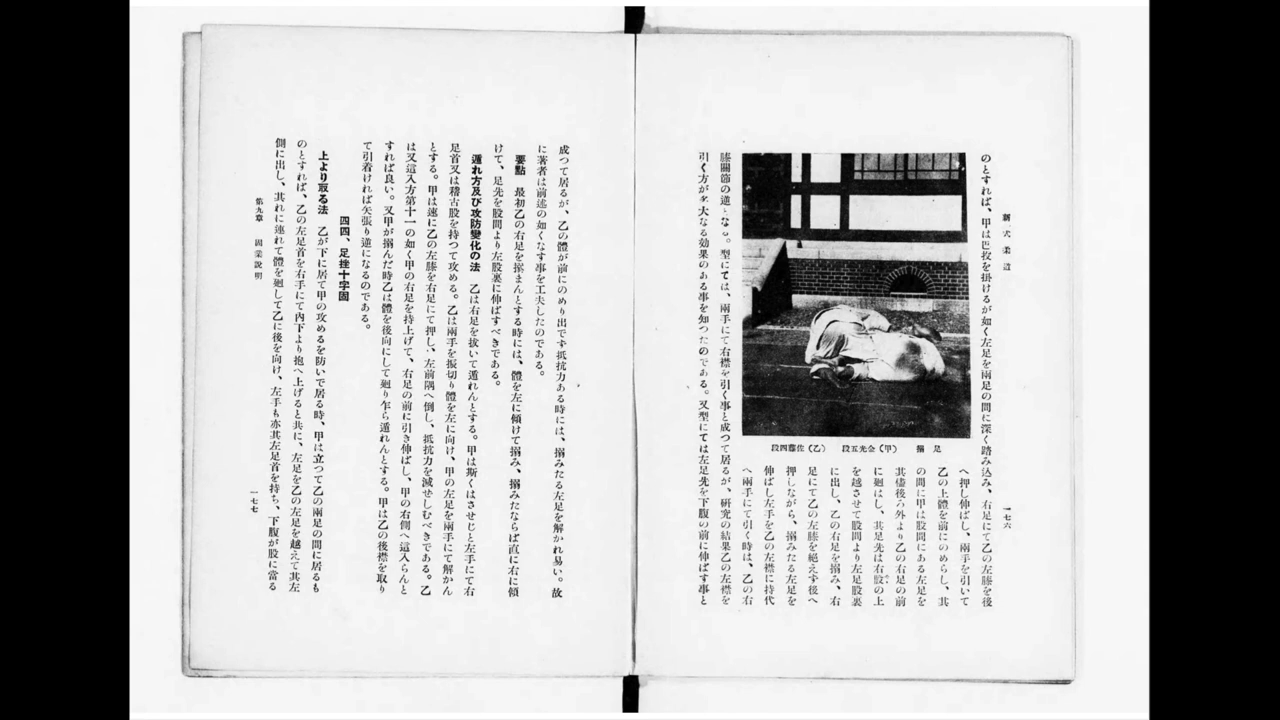 新式柔道
一七六
のとすれば、甲は巴投を掛けるが如く左足を兩足の間に深く踏み込み、右足にて乙の左膝を後
へ押し伸ばし、兩手を引いて
乙の上體を前にのめらし、其
の間に甲は股間にある左足を
其儘後ろ外より乙の右足の前
に廻はし、其足先は右股の上
を越させて股間より左足股裏
に出し、乙の右足を搦み、右
足にて乙の左膝を絕えず後へ
押しながら、搦みたる左足を
伸ばし左手を乙の左襟に持代
へ兩手にて引く時は、乙の右
足搦 (甲)金光五段 (乙)佐藤四段
膝關節の逆となる。型にては、兩手にて右襟を引く事と成つて居るが、研究の結果乙の左襟を
引く方が多大なる効果のある事を知つたのである。又型にては左足先を下腹の前に伸ばす事と
成つて居るが、乙の體が前にのめり出です抵抗力ある時には、搦みたる左足を解かれ易い。故
に著者は前述の如くなす事を工夫したのである。
要點 最初乙の右足を搦まんとする時には、體を左に傾けて搦み、搦みたならば直に右に傾
けて、足先を股間より左股裏に伸ばすべきである。
遁れ方及び攻防變化の法 乙は右足を拔いて遁れんとする。甲は斯くはさせじと左手にて右
足首又は稽古股を持つて攻める。乙は兩手を振切り體を左に向け、甲の左足を兩手にて解かん
とする。甲は速に乙の左膝を右足にて押し、左前隅へ倒し、抵抗力を減せしむべきである。乙
は又這入方第十一の如く甲の右足を持上げて、右足の前に引き伸ばし、甲の右側へ這入らんと
すれば良い。又甲が搦んだ時乙は體を後向にして廻り乍ら遁れんとする。甲は乙の後襟を取り
て引着ければ矢張り逆になるのである。
四四、足挫十字固
上より取る法 乙が下に居て甲の攻めるを防いで居る時、甲は立つて乙の兩足の間に居るも
のとすれば、乙の左足首を右手にて內下より抱へ上げると共に、左足を乙の左足を越えて其左
側に出し、其れに連れて體を廻して乙に後を向け、左手も亦其左足首を持ち、下腹が股に當る
第九章 固業說明
一七七